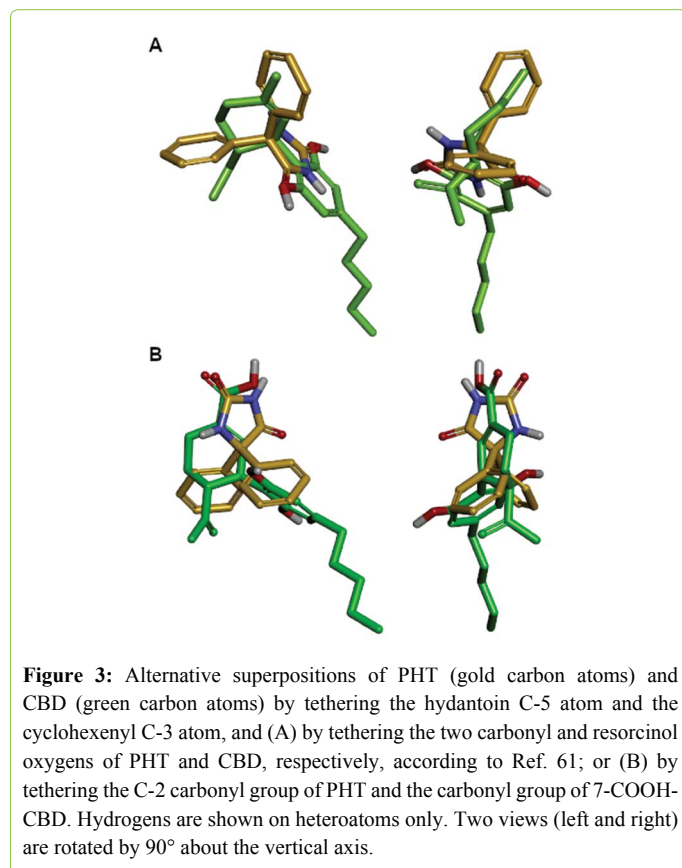 A
B
Figure 3: Alternative superpositions of PHT (gold carbon atoms) and
CBD (green carbon atoms) by tethering the hydantoin C-5 atom and the
cyclohexenyl C-3 atom, and (A) by tethering the two carbonyl and resorcinol
oxygens of PHT and CBD, respectively, according to Ref. 61; or (B) by
tethering the C-2 carbonyl group of PHT and the carbonyl group of 7-COOH-
CBD. Hydrogens are shown on heteroatoms only. Two views (left and right)
are rotated by 90° about the vertical axis.